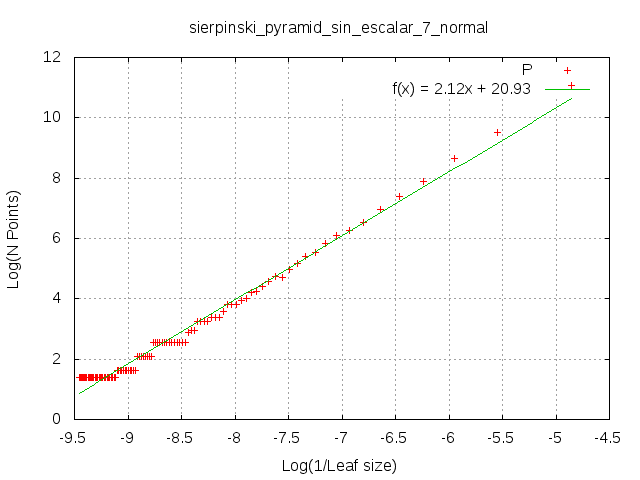 sierpinski_pyramid_sin_escalar_7_normal
12
10
8
6
4
2
0
Log(N Points)
P
f(x) = 2.12x + 20.93
-9.5 -9 -8.5 -8 -7.5 -7 -6.5 -6 -5.5 -5 -4.5
Log(1/Leaf size)